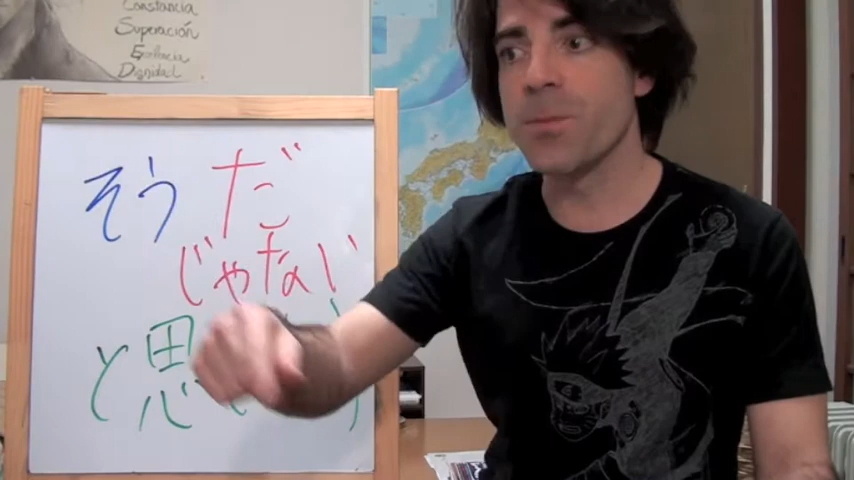 Constancia
Superación
Excelencia
Dignidad
そう だ
じゃない
と思